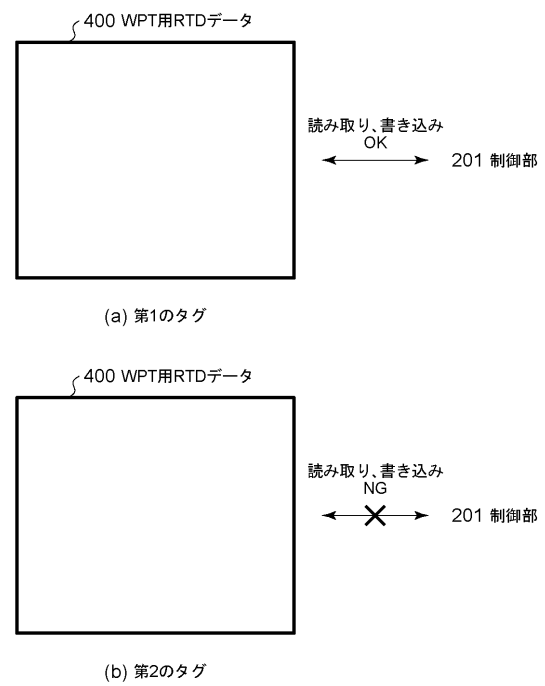 400 WPT用RTDデータ
読み取り、書き込み
OK
201 制御部
(a) 第1のタグ
400 WPT用RTDデータ
読み取り、書き込み
NG
201 制御部
(b) 第2のタグ